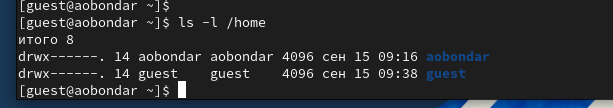 [guest@aobondar ~]$
[guest@aobondar ~]$ ls -l /home
итого 8
drwx------. 14 aobondar aobondar 4096 сен 15 09:16 aobondar
drwx------. 14 guest    guest    4096 сен 15 09:38 guest
[guest@aobondar ~]$